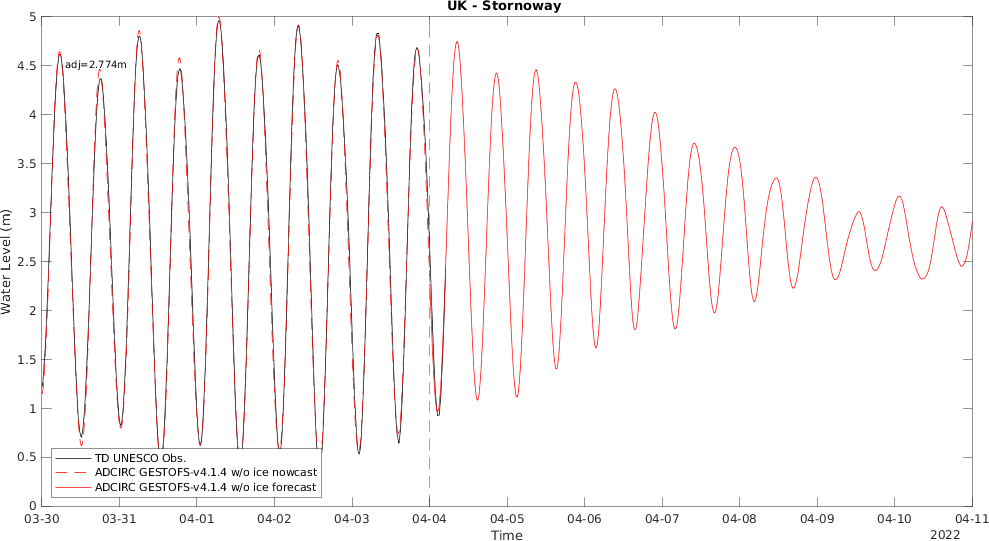 UK - Stornoway
adj=2.774m
Water Level (m)
5
4.5
4
3.5
3
2.5
2
1.5
1
0.5
0
TD UNESCO Obs.
ADCIRC GESTOFS-v4.1.4 w/o ice nowcast
ADCIRC GESTOFS-v4.1.4 w/o ice forecast
03-30 03-31 04-01 04-02 04-03 04-04 04-05 04-06 04-07 04-08 04-09 04-10 04-11
Time
2022